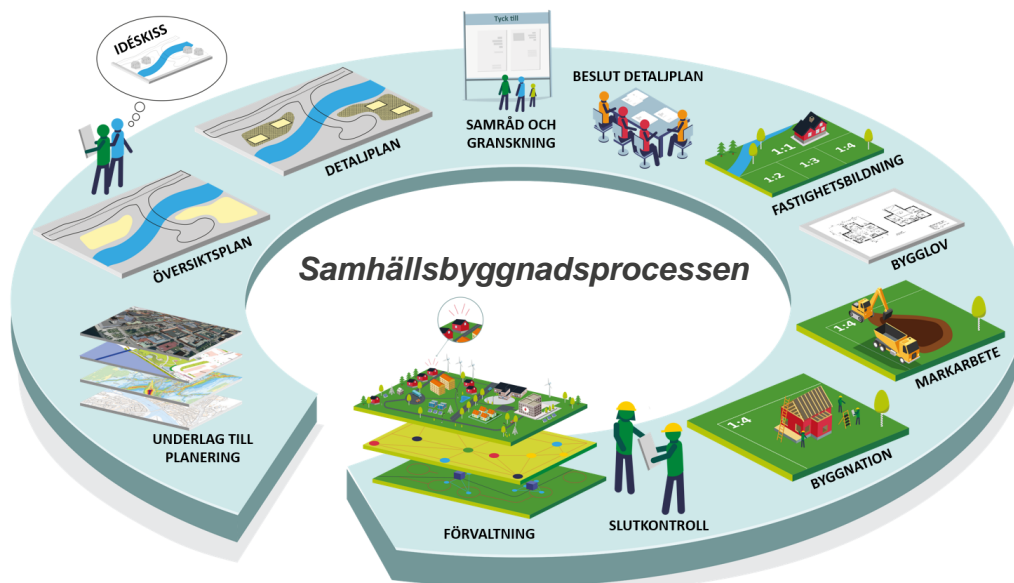 IDÉSKISS
Tyck till
BESLUT DETALJPLAN
SAMRÅD OCH
GRANSKNING
DETALJPLAN
1:1
1:4
1:3
1:2
FASTIGHETSBILDNING
ÖVERSIKTSPLAN
BYGGLOV
Samhällsbyggnadsprocessen
1:4
MARKARBETE
UNDERLAG TILL
PLANERING
1:4
BYGGNATION
FÖRVALTNING
SLUTKONTROLL